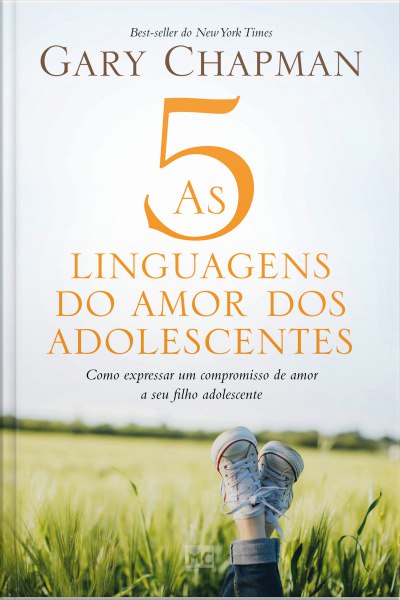 Best-seller do New York Times
GARY CHAPMAN
AS 5
LINGUAGENS
DO AMOR DOS
ADOLESCENTES
Como expressar um compromisso de amor
a seu filho adolescente
MC